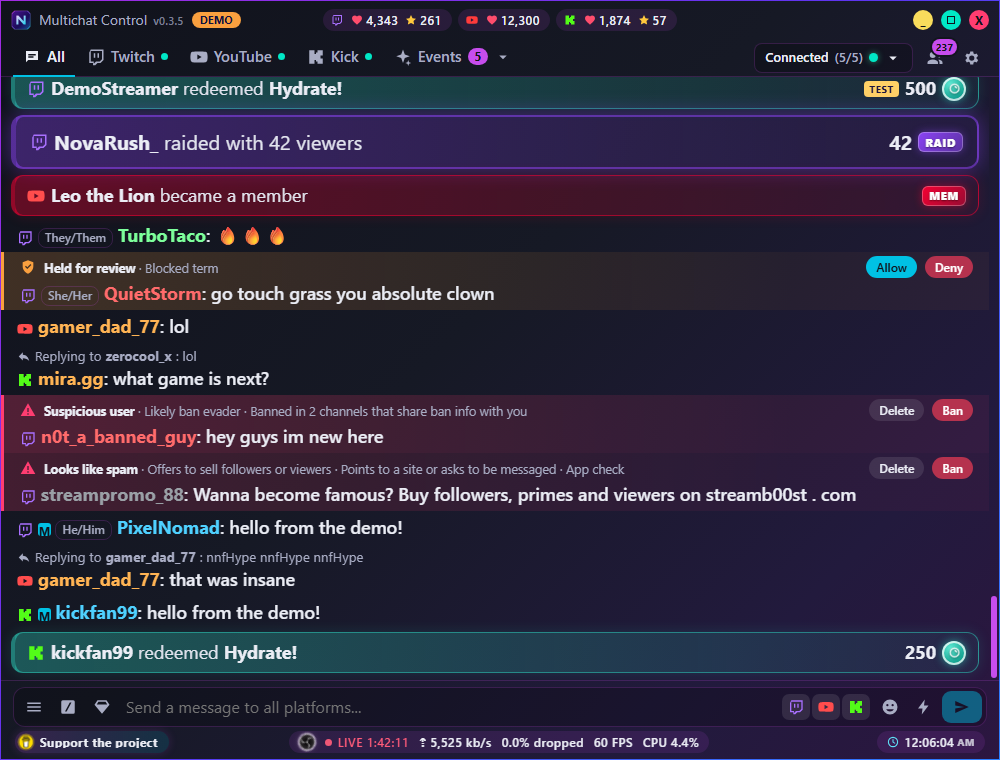 N Multichat Control v0.3.5 DEMO 4,343 261 12,300 1,874 57 X
All Twitch YouTube Kick Events 5 Connected (5/5) 237
DemoStreamer redeemed Hydrate! TEST 500
NovaRush_ raided with 42 viewers 42 RAID
Leo the Lion became a member MEM
They/Them TurboTaco:
Held for review · Blocked term Allow Deny
She/Her QuietStorm: go touch grass you absolute clown
gamer_dad_77: lol
Replying to zerocool_x : lol
mira.gg: what game is next?
Suspicious user · Likely ban evader · Banned in 2 channels that share ban info with you Delete Ban
n0t_a_banned_guy: hey guys im new here
Looks like spam · Offers to sell followers or viewers · Points to a site or asks to be messaged · App check Delete Ban
streampromo_88: Wanna become famous? Buy followers, primes and viewers on streamb00st . com
M He/Him PixelNomad: hello from the demo!
Replying to gamer_dad_77 : nnfHype nnfHype nnfHype
gamer_dad_77: that was insane
M kickfan99: hello from the demo!
kickfan99 redeemed Hydrate! 250
Send a message to all platforms...
Support the project LIVE 1:42:11 5,525 kb/s 0.0% dropped 60 FPS CPU 4.4% 12:06:04 AM